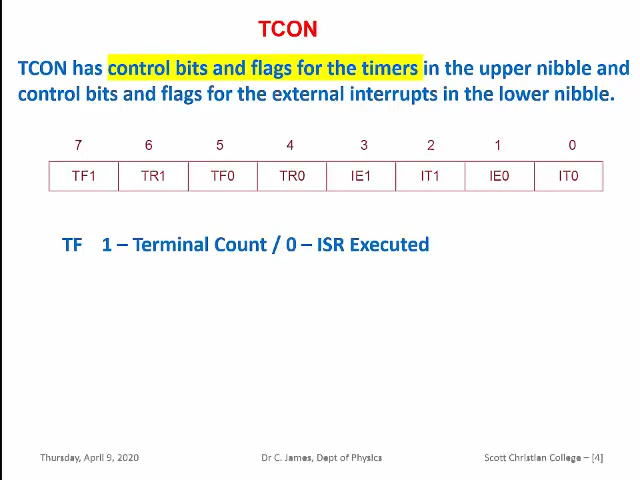 TCON
TCON has control bits and flags for the timers in the upper nibble and
control bits and flags for the external interrupts in the lower nibble.
7 6 5 4 3 2 1 0
TF1 TR1 TF0 TR0 IE1 IT1 IE0 IT0
TF 1 – Terminal Count / 0 – ISR Executed
Thursday, April 9, 2020 Dr C. James, Dept of Physics Scott Christian College – [4]